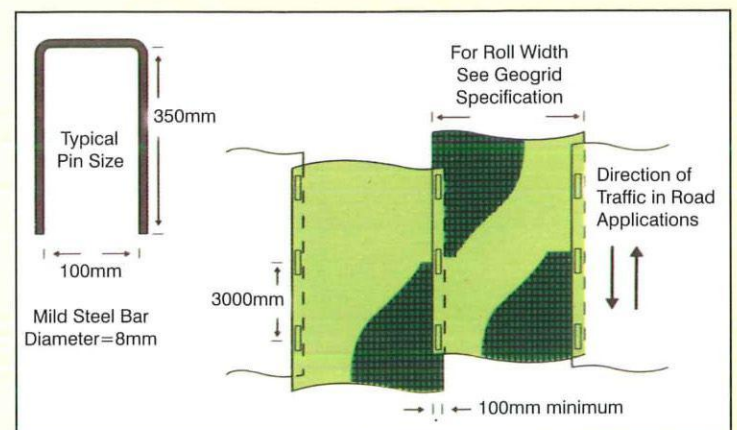 350mm
Typical
Pin Size
100mm
Mild Steel Bar
Diameter=8mm
For Roll Width
See Geogrid
Specification
Direction of
Traffic in Road
Applications
3000mm
100mm minimum